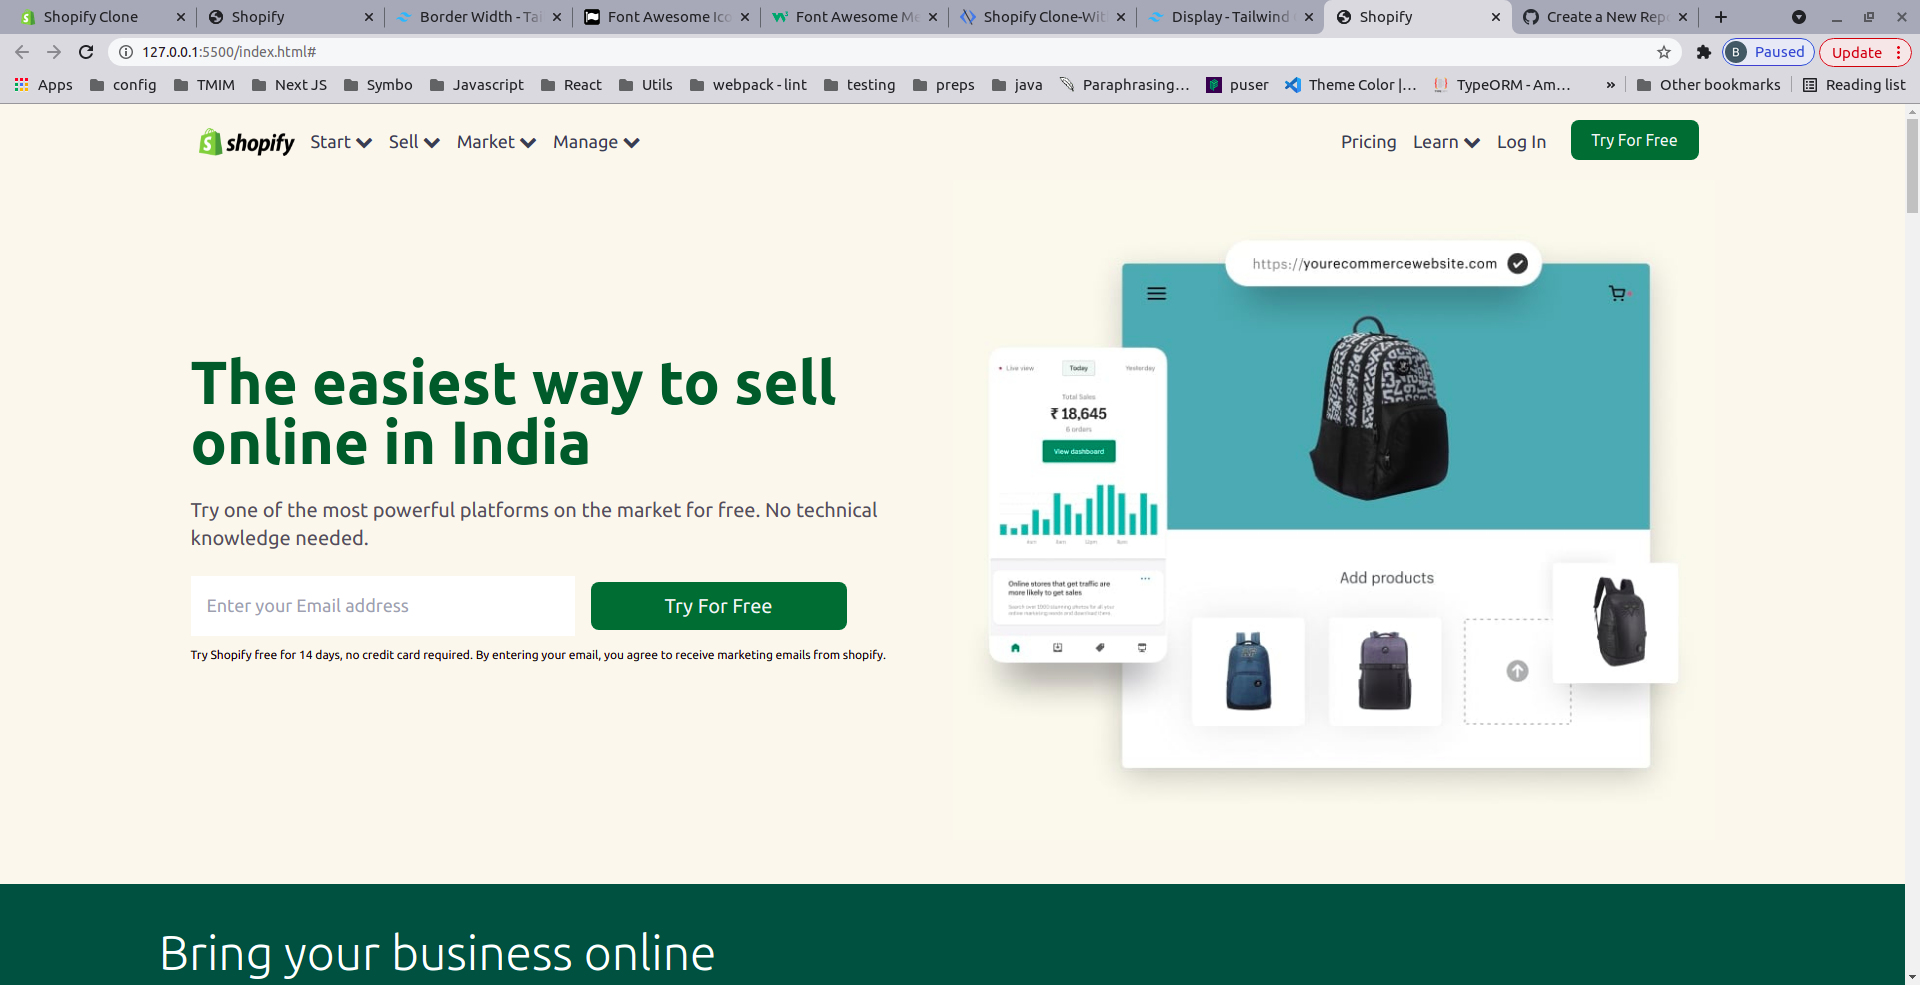 Shopify Clone
Shopify
Border Width - Tai
Font Awesome Ico
Font Awesome Me
Shopify Clone-Wit
Display - Tailwind
Shopify
Create a New Repo
127.0.0.1:5500/index.html#
B Paused
Update
Apps
config
TMIM
Next JS
Symbo
Javascript
React
Utils
webpack - lint
testing
preps
java
Paraphrasing...
puser
Theme Color |...
TypeORM - Am...
»
Other bookmarks
Reading list
shopify
Start
Sell
Market
Manage
Pricing
Learn
Log In
Try For Free
The easiest way to sell
online in India
Try one of the most powerful platforms on the market for free. No technical
knowledge needed.
Enter your Email address
Try For Free
Try Shopify free for 14 days, no credit card required. By entering your email, you agree to receive marketing emails from shopify.
https://yourecommercewebsite.com
Live view
Today
Yesterday
Total Sales
₹ 18,645
6 orders
View dashboard
Online stores that get traffic are
more likely to get sales
Add products
Bring your business online